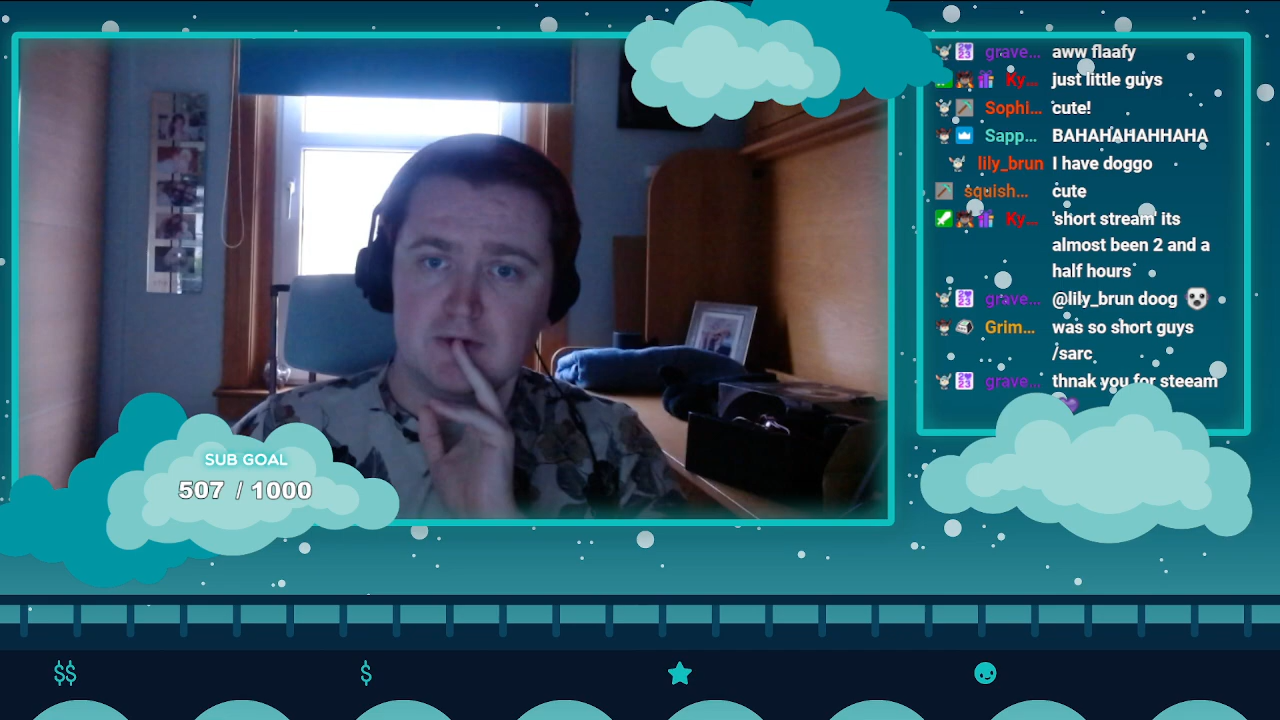 grave... aww flaafy
Ky... just little guys
Sophi... cute!
Sapp... BAHAHAHAHHAHA
lily_brun I have doggo
squish... cute
Ky... 'short stream' its
almost been 2 and a
half hours
grave... @lily_brun doog
Grim... was so short guys
/sarc
grave... thnak you for steeam
SUB GOAL
507 / 1000
$$ $